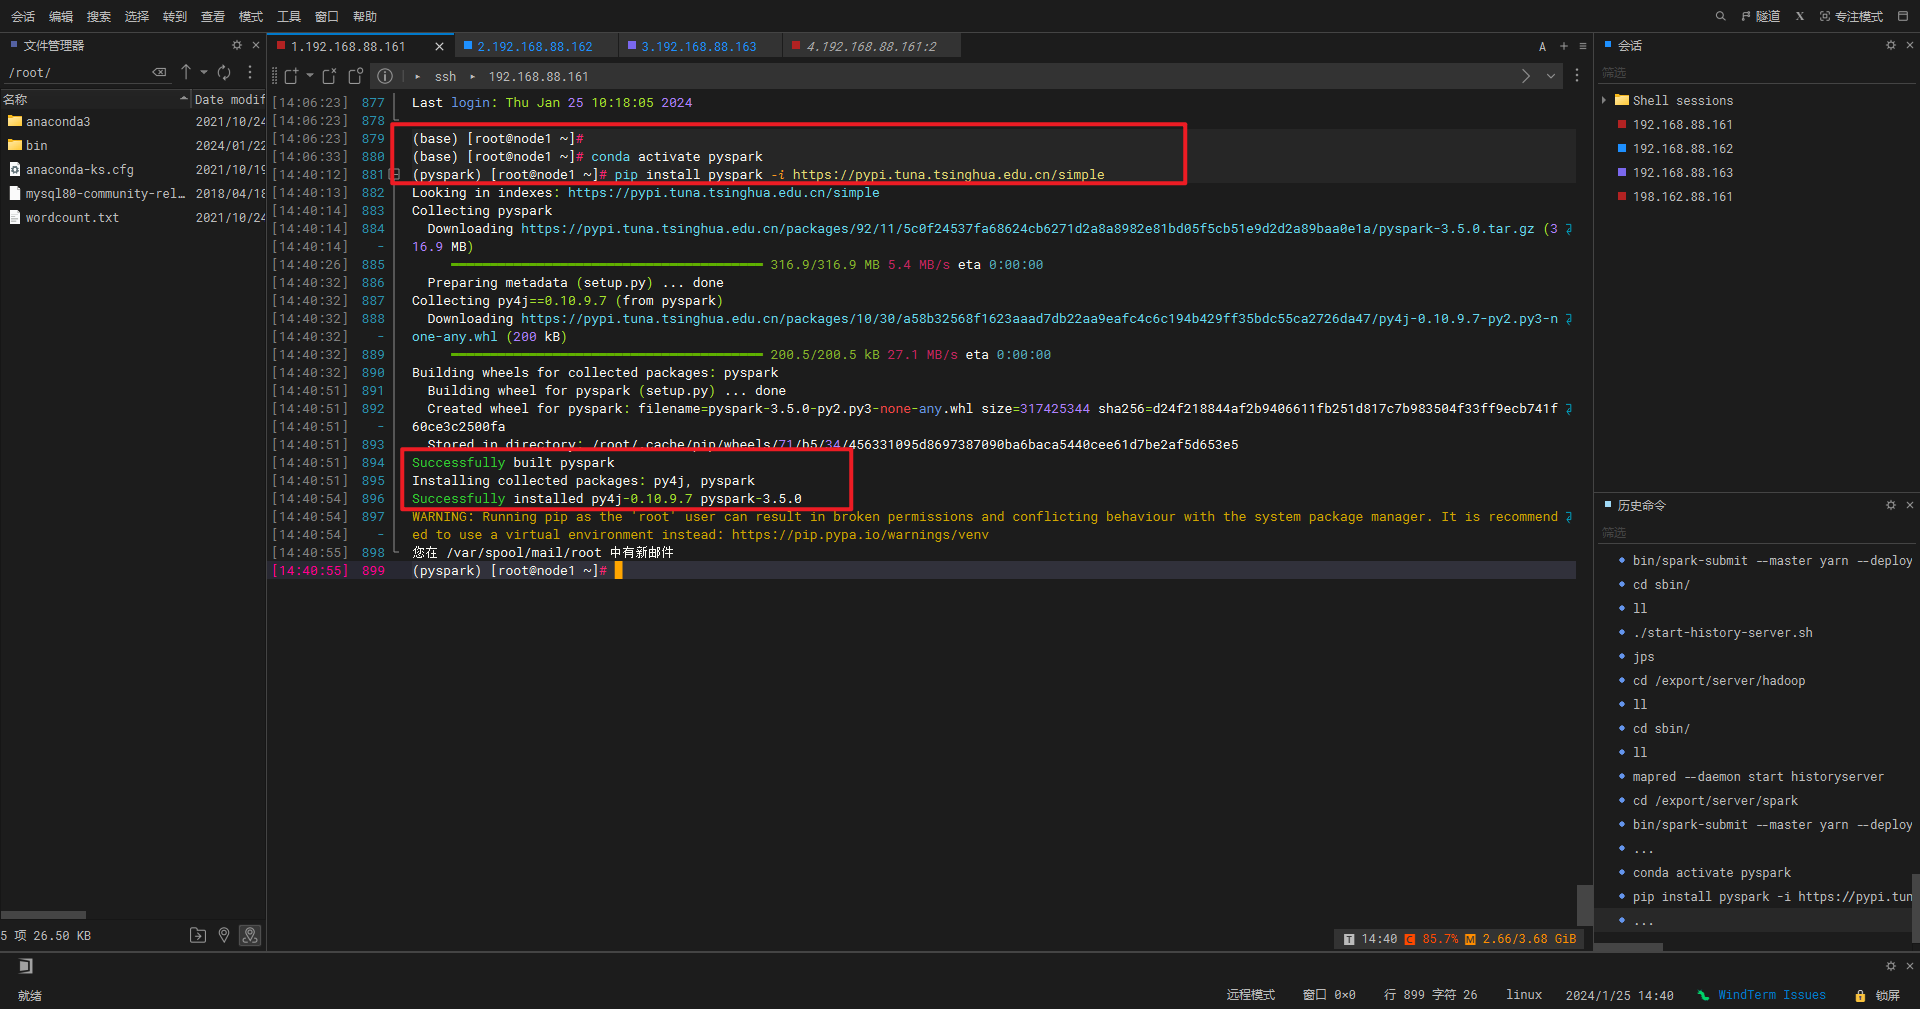 会话 编辑 搜索 选择 转到 查看 模式 工具 窗口 帮助
隧道 X 专注模式
文件管理器
/root/
名称 Date modif
anaconda3 2021/10/24
bin 2024/01/22
anaconda-ks.cfg 2021/10/19
mysql80-community-rel... 2018/04/18
wordcount.txt 2021/10/24
5 项 26.50 KB
1.192.168.88.161 2.192.168.88.162 3.192.168.88.163 4.192.168.88.161:2
A
ssh 192.168.88.161
[14:06:23] 877 Last login: Thu Jan 25 10:18:05 2024
[14:06:23] 878
[14:06:23] 879 (base) [root@node1 ~]#
[14:06:33] 880 (base) [root@node1 ~]# conda activate pyspark
[14:40:12] 881 (pyspark) [root@node1 ~]# pip install pyspark -i https://pypi.tuna.tsinghua.edu.cn/simple
[14:40:13] 882 Looking in indexes: https://pypi.tuna.tsinghua.edu.cn/simple
[14:40:14] 883 Collecting pyspark
[14:40:14] 884 Downloading https://pypi.tuna.tsinghua.edu.cn/packages/92/11/5c0f24537fa68624cb6271d2a8a8982e81bd05f5cb51e9d2d2a89baa0e1a/pyspark-3.5.0.tar.gz (3
[14:40:14] - 16.9 MB)
[14:40:26] 885 316.9/316.9 MB 5.4 MB/s eta 0:00:00
[14:40:32] 886 Preparing metadata (setup.py) ... done
[14:40:32] 887 Collecting py4j==0.10.9.7 (from pyspark)
[14:40:32] 888 Downloading https://pypi.tuna.tsinghua.edu.cn/packages/10/30/a58b32568f1623aaad7db22aa9eafc4c6c194b429ff35bdc55ca2726da47/py4j-0.10.9.7-py2.py3-n
[14:40:32] - one-any.whl (200 kB)
[14:40:32] 889 200.5/200.5 kB 27.1 MB/s eta 0:00:00
[14:40:32] 890 Building wheels for collected packages: pyspark
[14:40:51] 891 Building wheel for pyspark (setup.py) ... done
[14:40:51] 892 Created wheel for pyspark: filename=pyspark-3.5.0-py2.py3-none-any.whl size=317425344 sha256=d24f218844af2b9406611fb251d817c7b983504f33ff9ecb741f
[14:40:51] - 60ce3c2500fa
[14:40:51] 893 Stored in directory: /root/.cache/pip/wheels/71/b5/34/456331095d8697387090ba6baca5440cee61d7be2af5d653e5
[14:40:51] 894 Successfully built pyspark
[14:40:51] 895 Installing collected packages: py4j, pyspark
[14:40:54] 896 Successfully installed py4j-0.10.9.7 pyspark-3.5.0
[14:40:54] 897 WARNING: Running pip as the 'root' user can result in broken permissions and conflicting behaviour with the system package manager. It is recommend
[14:40:54] - ed to use a virtual environment instead: https://pip.pypa.io/warnings/venv
[14:40:55] 898 您在 /var/spool/mail/root 中有新邮件
[14:40:55] 899 (pyspark) [root@node1 ~]#
T 14:40 C 85.7% M 2.66/3.68 GiB
会话
筛选
Shell sessions
192.168.88.161
192.168.88.162
192.168.88.163
198.162.88.161
历史命令
筛选
bin/spark-submit --master yarn --deploy
cd sbin/
ll
./start-history-server.sh
jps
cd /export/server/hadoop
ll
cd sbin/
ll
mapred --daemon start historyserver
cd /export/server/spark
bin/spark-submit --master yarn --deploy
...
conda activate pyspark
pip install pyspark -i https://pypi.tun
...
就绪
远程模式 窗口 0×0 行 899 字符 26 linux 2024/1/25 14:40 WindTerm Issues 锁屏